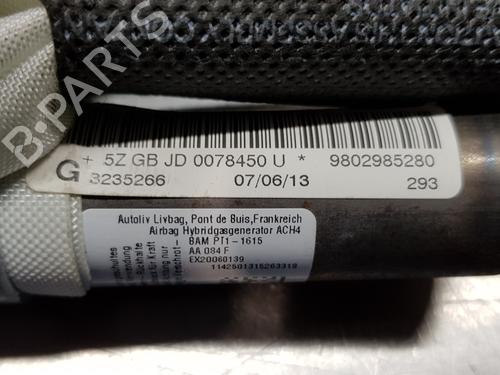 B-PARTS
+ 5Z GB JD 0078450 U * 9802985280
G 3235266 07/06/13 293
Autoliv Livbag, Pont de Buis,Frankreich
Airbag Hybridgasgenerator ACH4
BAM PT1-1615
AA 084 F
EX20060139
1142501315263319